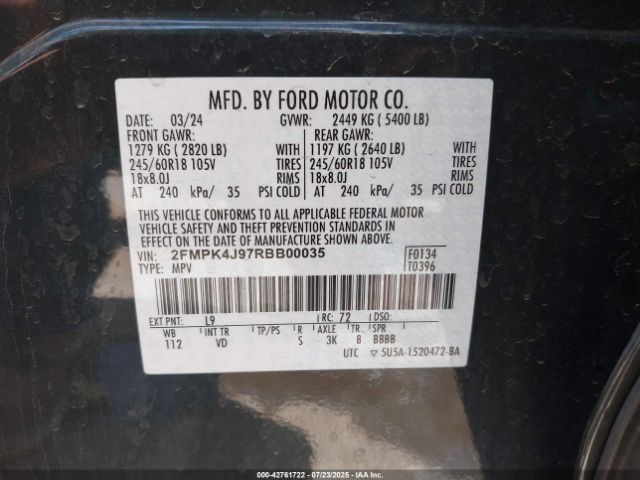 MFD. BY FORD MOTOR CO.
DATE: 03/24 GVWR: 2449 KG ( 5400 LB)
FRONT GAWR: REAR GAWR:
1279 KG ( 2820 LB) 1197 KG ( 2640 LB)
245/60R18 105V TIRES 245/60R18 105V TIRES
18x8.0J RIMS 18x8.0J RIMS
AT 240 kPa/ 35 PSI COLD AT 240 kPa/ 35 PSI COLD
THIS VEHICLE CONFORMS TO ALL APPLICABLE FEDERAL MOTOR
VEHICLE SAFETY AND THEFT PREVENTION STANDARDS IN
EFFECT ON THE DATE OF MANUFACTURE SHOWN ABOVE.
VIN: 2FMPK4J97RBB00035 F0134
TYPE: MPV T0396
EXT PNT: L9 RC: 72 DSO:
WB INT TR TP/PS R AXLE TR SPR
112 VD S 3K 8 BBBB
UTC ▽ 5U5A-1520472-BA
000-42761722 - 07/23/2025 - IAAI.COM